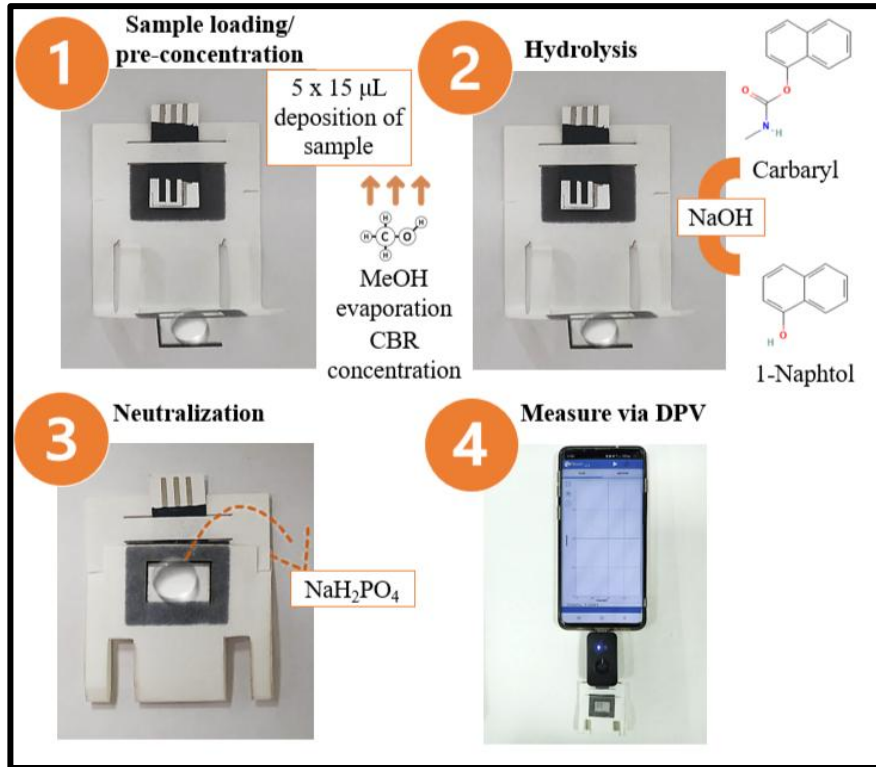 1
Sample loading/
pre-concentration
5 x 15 μL
deposition of
sample
H
H
C
O
H
H
MeOH
evaporation
CBR
concentration
2
Hydrolysis
O
O
N
H
Carbaryl
NaOH
O
H
1-Naphtol
3
Neutralization
NaH₂PO₄
4
Measure via DPV